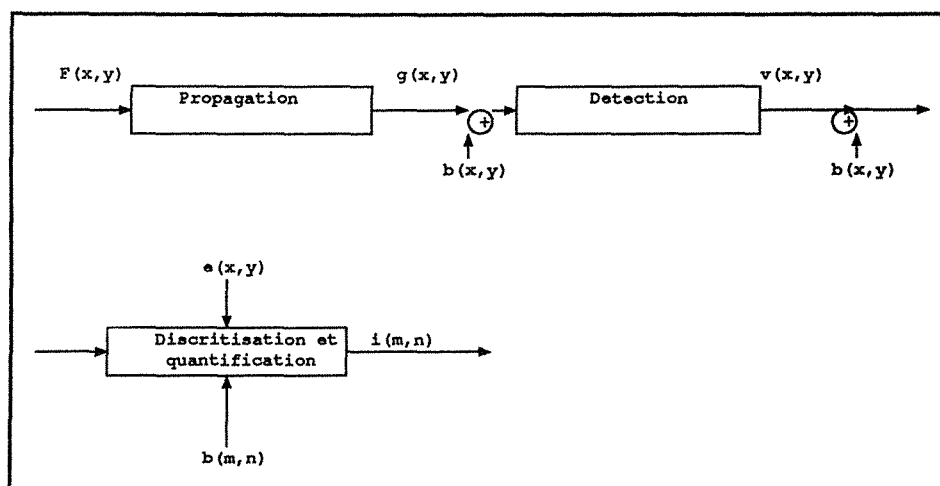 F(x,y)
Propagation
g(x,y)
+
Detection
v(x,y)
+
b(x,y)
b(x,y)
e(x,y)
Discritisation et
quantification
i(m,n)
b(m,n)